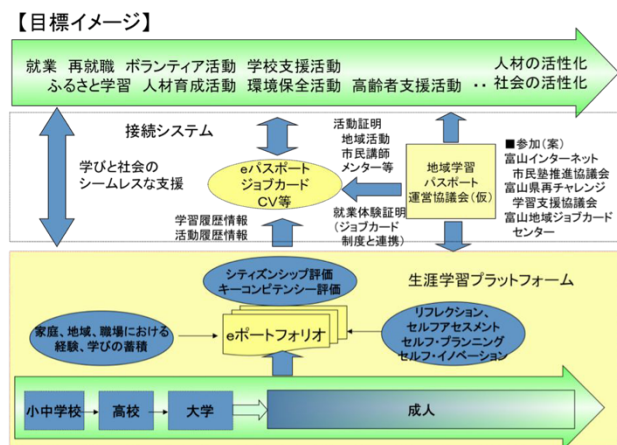 【目標イメージ】
就業 再就職 ボランティア活動 学校支援活動
ふるさと学習 人材育成活動 環境保全活動 高齢者支援活動 ‥
人材の活性化
社会の活性化
接続システム
学びと社会の
シームレスな支援
eパスポート
ジョブカード
CV等
活動証明
地域活動
市民講師
メンター等
就業体験証明
(ジョブカード
制度と連携)
地域学習
パスポート
運営協議会(仮)
■参加(案)
富山インターネット
市民塾推進協議会
富山県再チャレンジ
学習支援協議会
富山地域ジョブカード
センター
学習履歴情報
活動履歴情報
生涯学習プラットフォーム
シティズンシップ評価
キーコンピテンシー評価
家庭、地域、職場における
経験、学びの蓄積
eポートフォリオ
リフレクション、
セルフアセスメント
セルフ・プランニング
セルフ・イノベーション
小中学校
高校
大学
成人